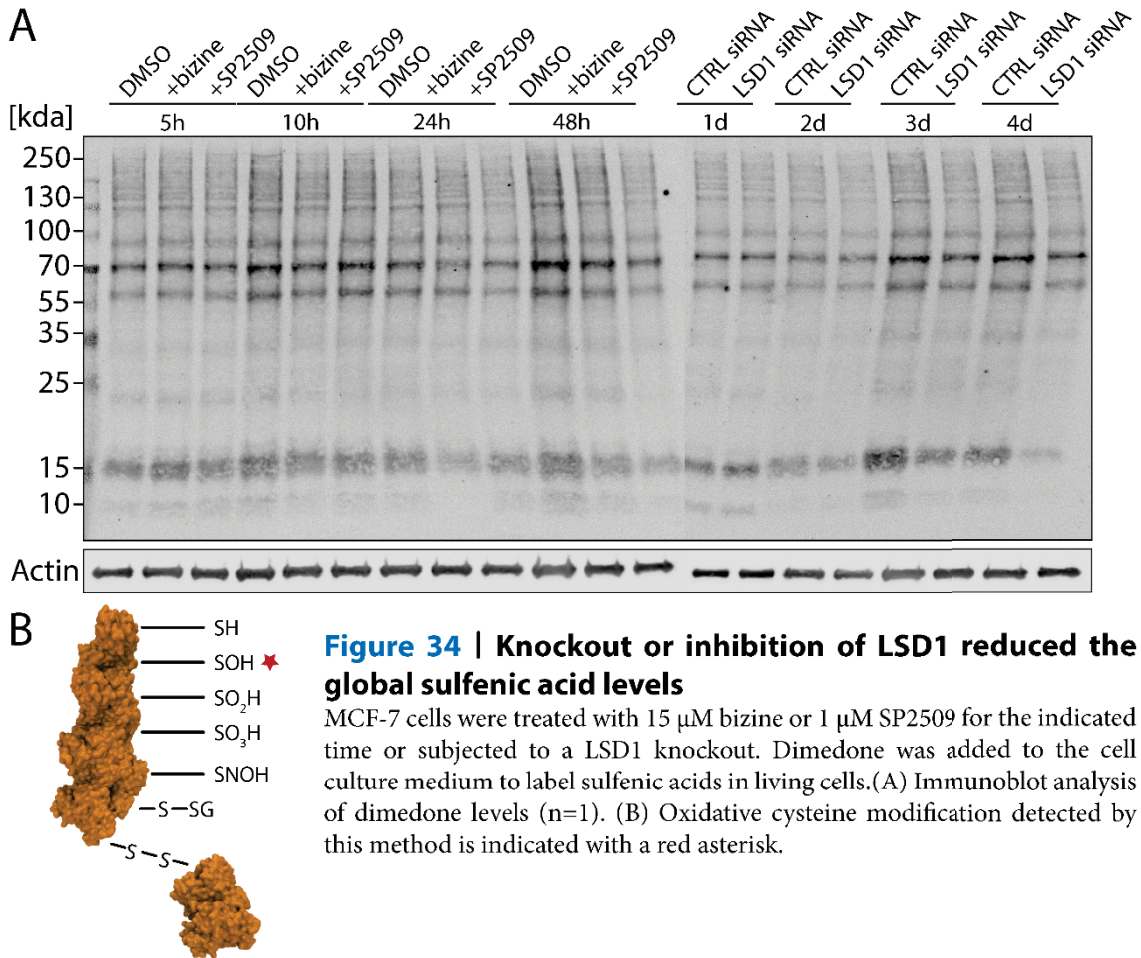 A
DMSO +bizine +SP2509 DMSO +bizine +SP2509 DMSO +bizine +SP2509 DMSO +bizine +SP2509 CTRL siRNA LSD1 siRNA CTRL siRNA LSD1 siRNA CTRL siRNA LSD1 siRNA CTRL siRNA LSD1 siRNA
[kda] 5h 10h 24h 48h 1d 2d 3d 4d
250
130
100
70
55
35
25
15
10
Actin
B
SH
SOH
SO2H
SO3H
SNOH
S-SG
S-S
Figure 34 | Knockout or inhibition of LSD1 reduced the
global sulfenic acid levels
MCF-7 cells were treated with 15 μM bizine or 1 μM SP2509 for the indicated
time or subjected to a LSD1 knockout. Dimedone was added to the cell
culture medium to label sulfenic acids in living cells.(A) Immunoblot analysis
of dimedone levels (n=1). (B) Oxidative cysteine modification detected by
this method is indicated with a red asterisk.